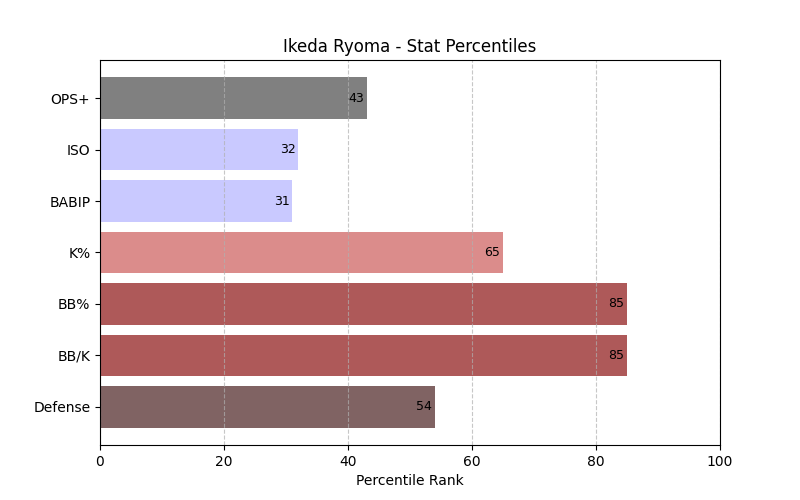 Ikeda Ryoma - Stat Percentiles
OPS+ 43
ISO 32
BABIP 31
K% 65
BB% 85
BB/K 85
Defense 54
0 20 40 60 80 100
Percentile Rank